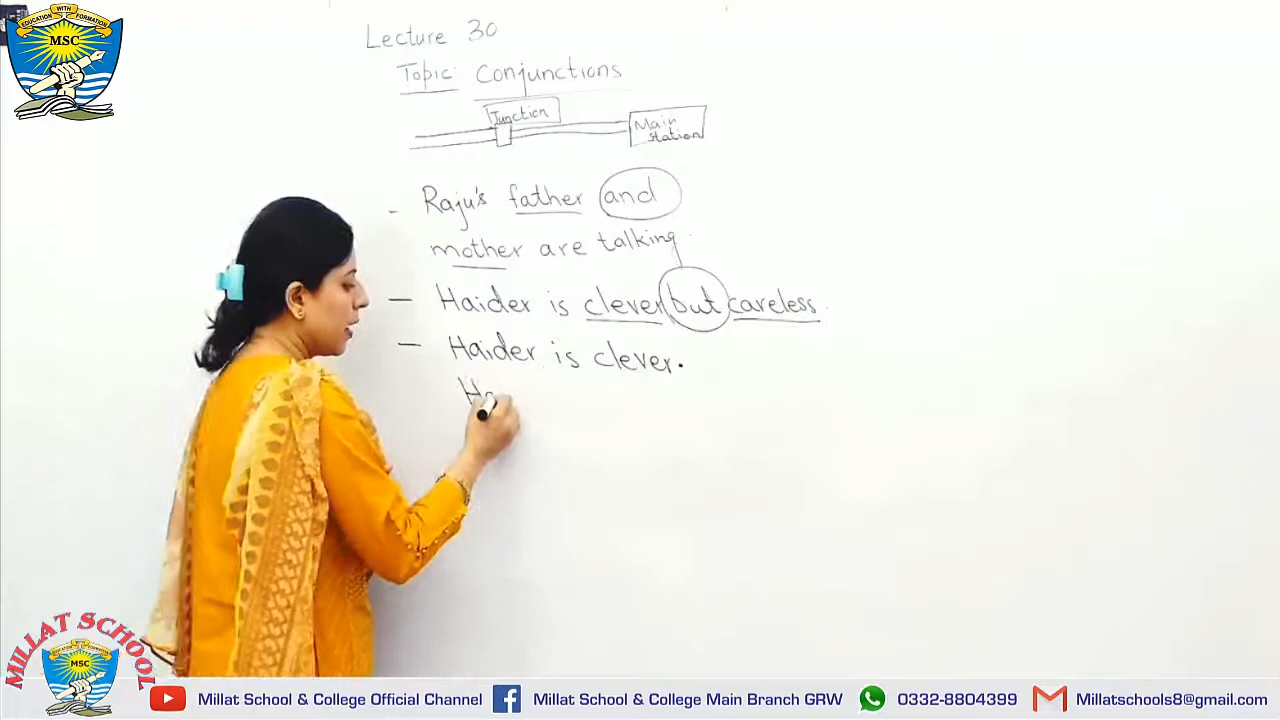 EDUCATION WITH FORMATION
MSC
Lecture 30
Topic: Conjunctions
Junction
Main
station
- Raju's father and
mother are talking.
- Haider is clever but careless.
- Haider is clever.
Ha
MILLAT SCHOOL
MSC
Millat School & College Official Channel
Millat School & College Main Branch GRW
0332-8804399
Millatschools8@gmail.com